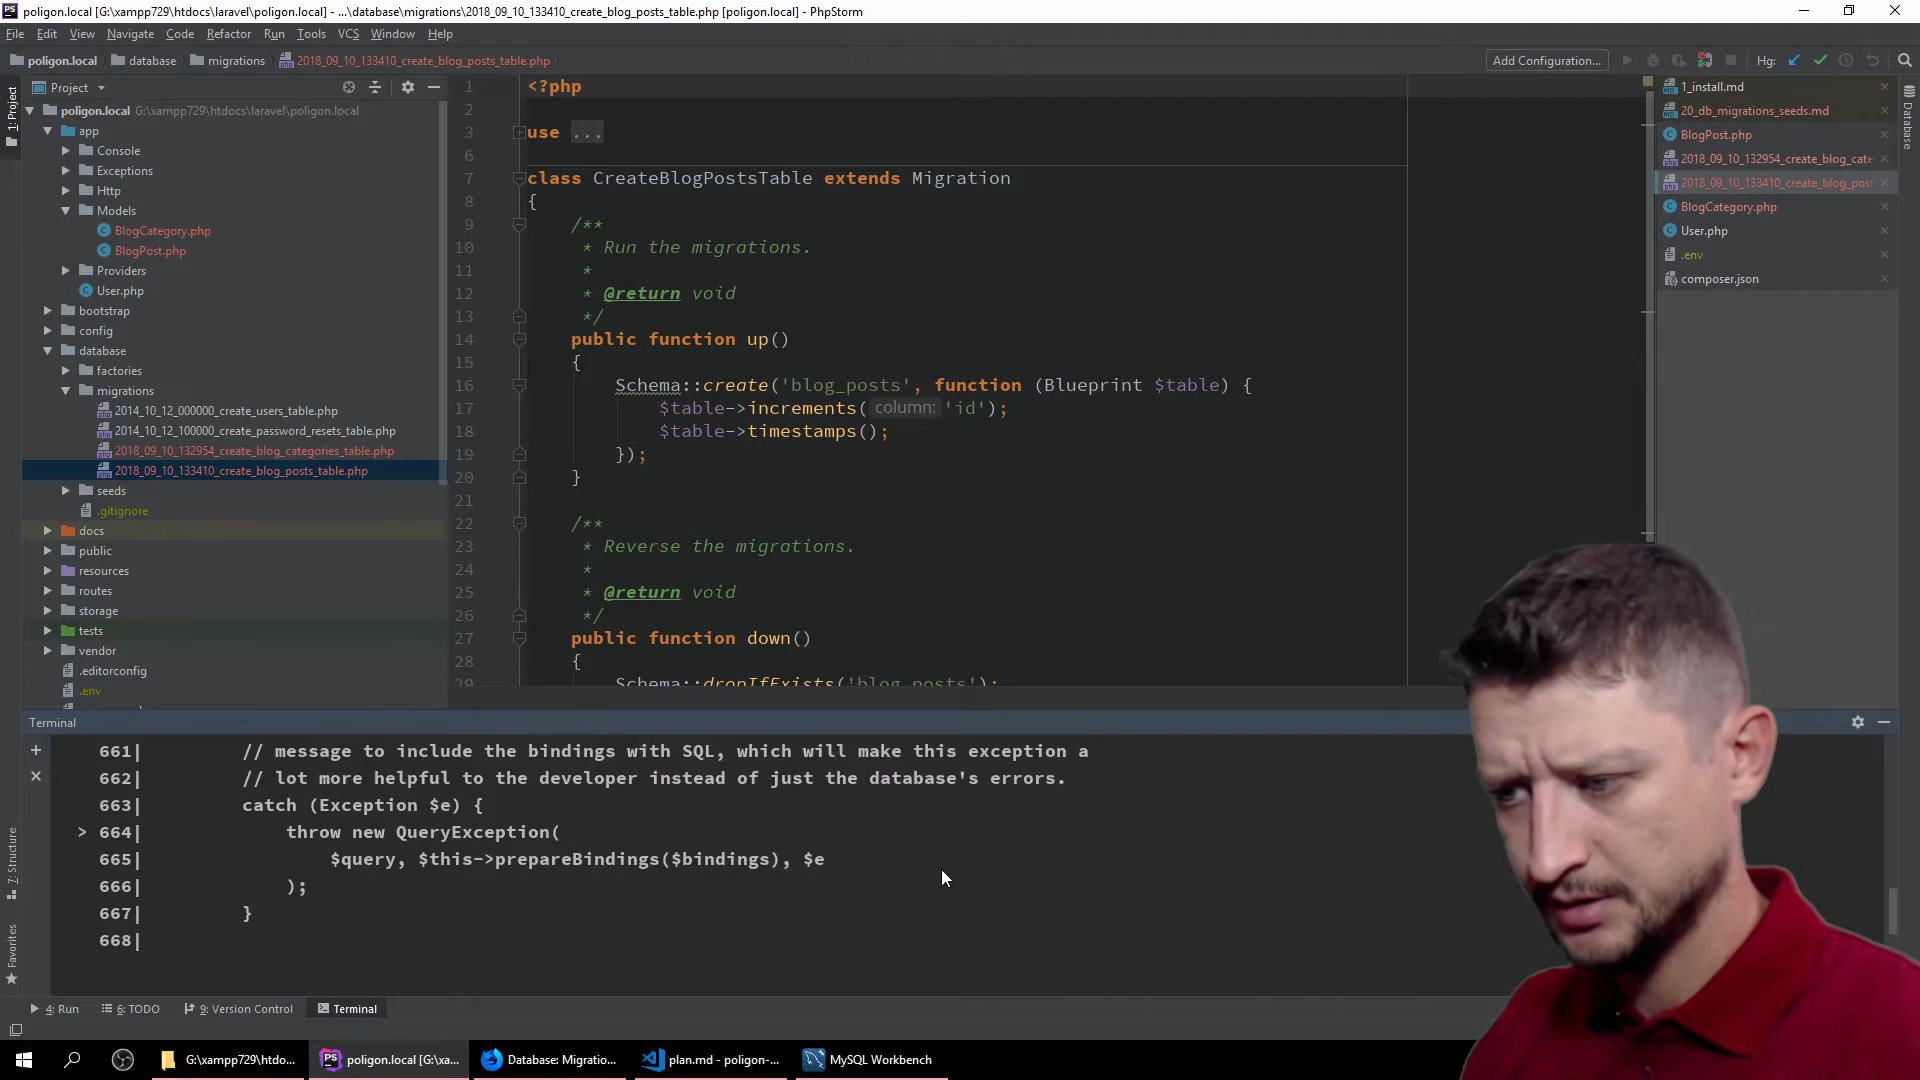 poligon.local [G:\xampp729\htdocs\laravel\poligon.local] - ...\database\migrations\2018_09_10_133410_create_blog_posts_table.php [poligon.local] - PhpStorm
File Edit View Navigate Code Refactor Run Tools VCS Window Help
poligon.local database migrations 2018_09_10_133410_create_blog_posts_table.php
Add Configuration... Hg:
1: Project
Project
poligon.local G:\xampp729\htdocs\laravel\poligon.local
app
Console
Exceptions
Http
Models
BlogCategory.php
BlogPost.php
Providers
User.php
bootstrap
config
database
factories
migrations
2014_10_12_000000_create_users_table.php
2014_10_12_100000_create_password_resets_table.php
2018_09_10_132954_create_blog_categories_table.php
2018_09_10_133410_create_blog_posts_table.php
seeds
.gitignore
docs
public
resources
routes
storage
tests
vendor
.editorconfig
.env
1 <?php
2
3 use ...
6
7 class CreateBlogPostsTable extends Migration
8 {
9 /**
10 * Run the migrations.
11 *
12 * @return void
13 */
14 public function up()
15 {
16 Schema::create('blog_posts', function (Blueprint $table) {
17 $table->increments( column: 'id');
18 $table->timestamps();
19 });
20 }
21
22 /**
23 * Reverse the migrations.
24 *
25 * @return void
26 */
27 public function down()
28 {
29 Schema::dropIfExists('blog_posts');
1_install.md
20_db_migrations_seeds.md
BlogPost.php
2018_09_10_132954_create_blog_cate
2018_09_10_133410_create_blog_pos
BlogCategory.php
User.php
.env
composer.json
Database
Terminal
661| // message to include the bindings with SQL, which will make this exception a
662| // lot more helpful to the developer instead of just the database's errors.
663| catch (Exception $e) {
> 664| throw new QueryException(
665| $query, $this->prepareBindings($bindings), $e
666| );
667| }
668|
7: Structure
Favorites
4: Run 6: TODO 9: Version Control Terminal
G:\xampp729\htdo... poligon.local [G:\xa... Database: Migratio... plan.md - poligon-... MySQL Workbench